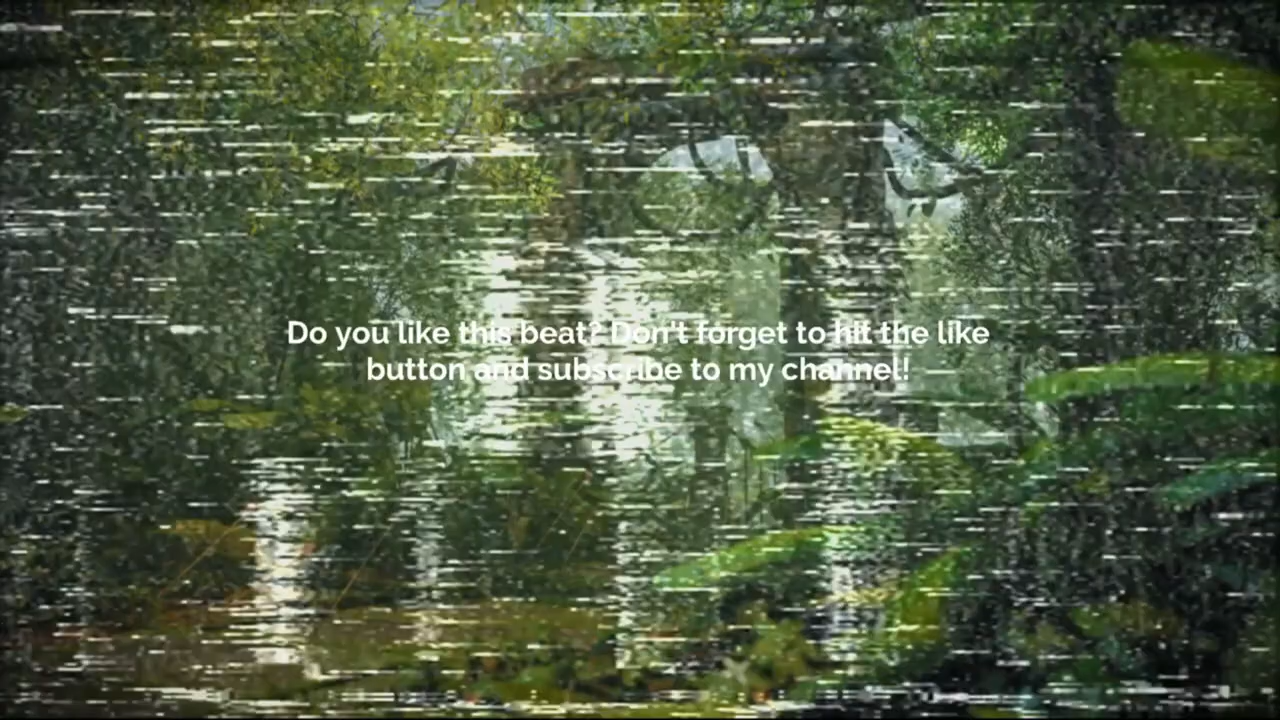 Do you like this beat? Don't forget to hit the like
button and subscribe to my channel!